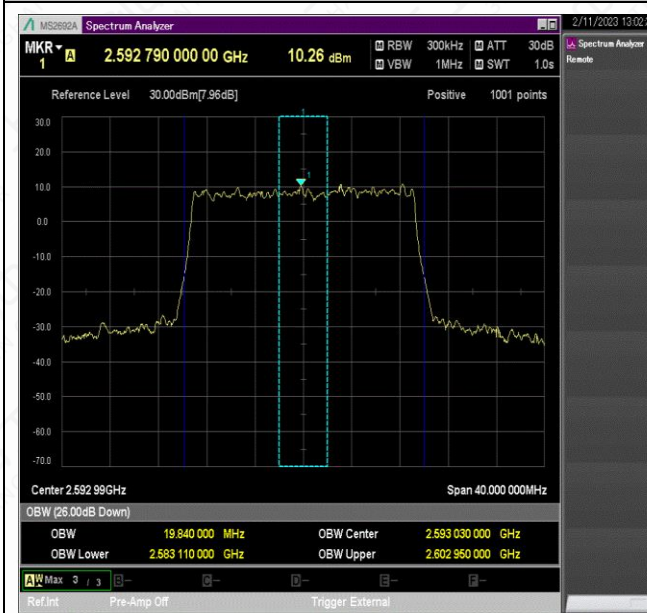 MS2692A Spectrum Analyzer
2/11/2023 13:02:
MKR 1 A 2.592 790 000 00 GHz 10.26 dBm
M RBW 300kHz M ATT 30dB
M VBW 1MHz M SWT 1.0s
Spectrum Analyzer
Remote
Reference Level 30.00dBm[7.96dB] Positive 1001 points
1
30.0
20.0
1
10.0
0.0
-10.0
-20.0
-30.0
-40.0
-50.0
-60.0
-70.0
Center 2.592 99GHz Span 40.000 000MHz
OBW (26.00dB Down)
OBW 19.840 000 MHz OBW Center 2.593 030 000 GHz
OBW Lower 2.583 110 000 GHz OBW Upper 2.602 950 000 GHz
A W Max 3 / 3 B- C- D- E- F-
Ref.Int Pre-Amp Off Trigger External